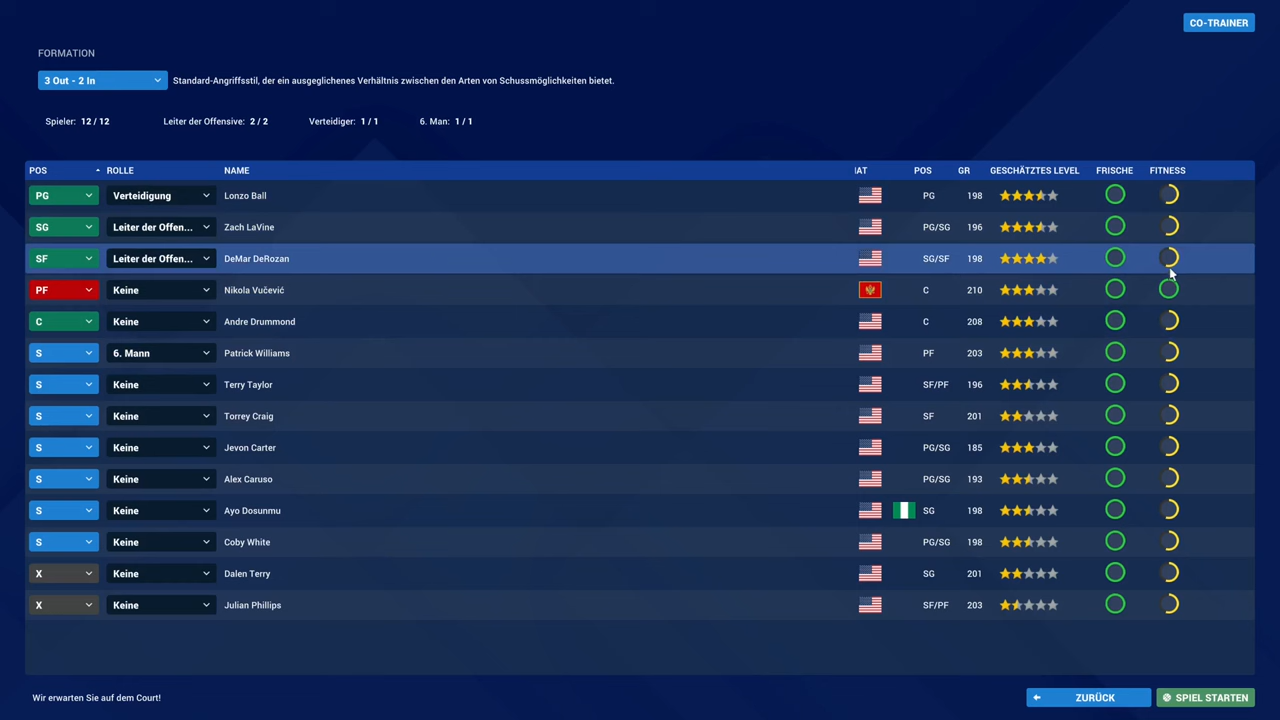 CO-TRAINER
FORMATION
3 Out - 2 In Standard-Angriffsstil, der ein ausgeglichenes Verhältnis zwischen den Arten von Schussmöglichkeiten bietet.
Spieler: 12 / 12 Leiter der Offensive: 2 / 2 Verteidiger: 1 / 1 6. Man: 1 / 1
POS ROLLE NAME IAT POS GR GESCHÄTZTES LEVEL FRISCHE FITNESS
PG Verteidigung Lonzo Ball PG 198
SG Leiter der Offen... Zach LaVine PG/SG 196
SF Leiter der Offen... DeMar DeRozan SG/SF 198
PF Keine Nikola Vučević C 210
C Keine Andre Drummond C 208
S 6. Mann Patrick Williams PF 203
S Keine Terry Taylor SF/PF 196
S Keine Torrey Craig SF 201
S Keine Jevon Carter PG/SG 185
S Keine Alex Caruso PG/SG 193
S Keine Ayo Dosunmu SG 198
S Keine Coby White PG/SG 198
X Keine Dalen Terry SG 201
X Keine Julian Phillips SF/PF 203
Wir erwarten Sie auf dem Court! ZURÜCK SPIEL STARTEN